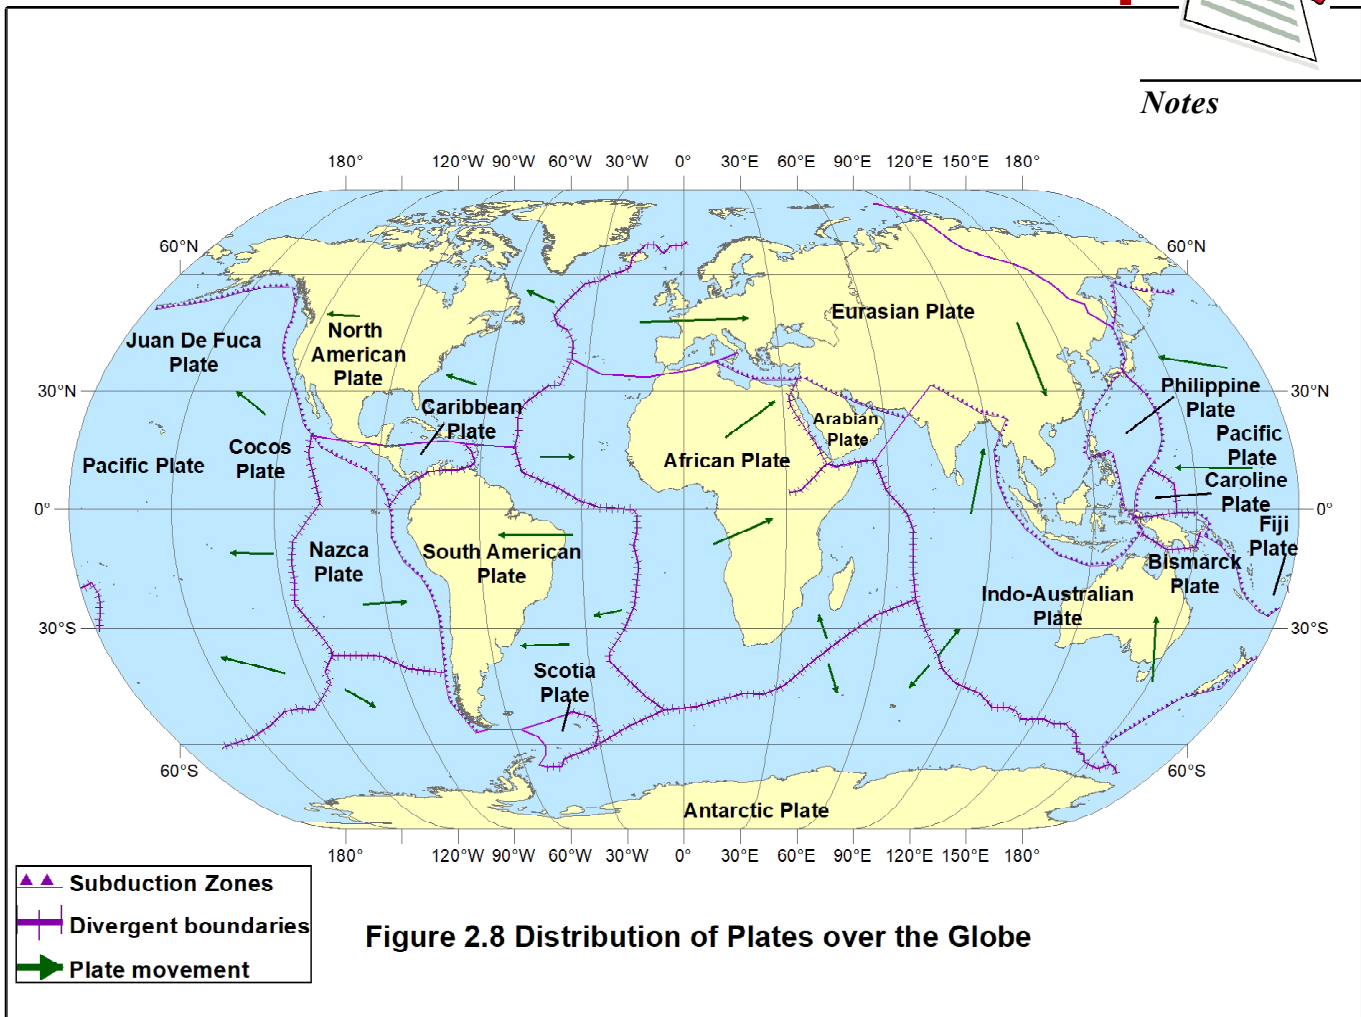 Notes
180° 120°W 90°W 60°W 30°W 0° 30°E 60°E 90°E 120°E 150°E 180°
60°N 60°N
Eurasian Plate
Juan De Fuca
Plate
North
American
Plate
30°N 30°N
Philippine
Plate
Caribbean
Plate
Arabian
Plate
Pacific
Plate
Cocos
Plate
Pacific Plate
African Plate
Caroline
Plate
0° 0°
Fiji
Plate
Nazca
Plate
South American
Plate
Bismarck
Plate
Indo-Australian
Plate
30°S 30°S
Scotia
Plate
60°S 60°S
Antarctic Plate
180° 120°W 90°W 60°W 30°W 0° 30°E 60°E 90°E 120°E 150°E 180°
Subduction Zones
Divergent boundaries
Plate movement
Figure 2.8 Distribution of Plates over the Globe